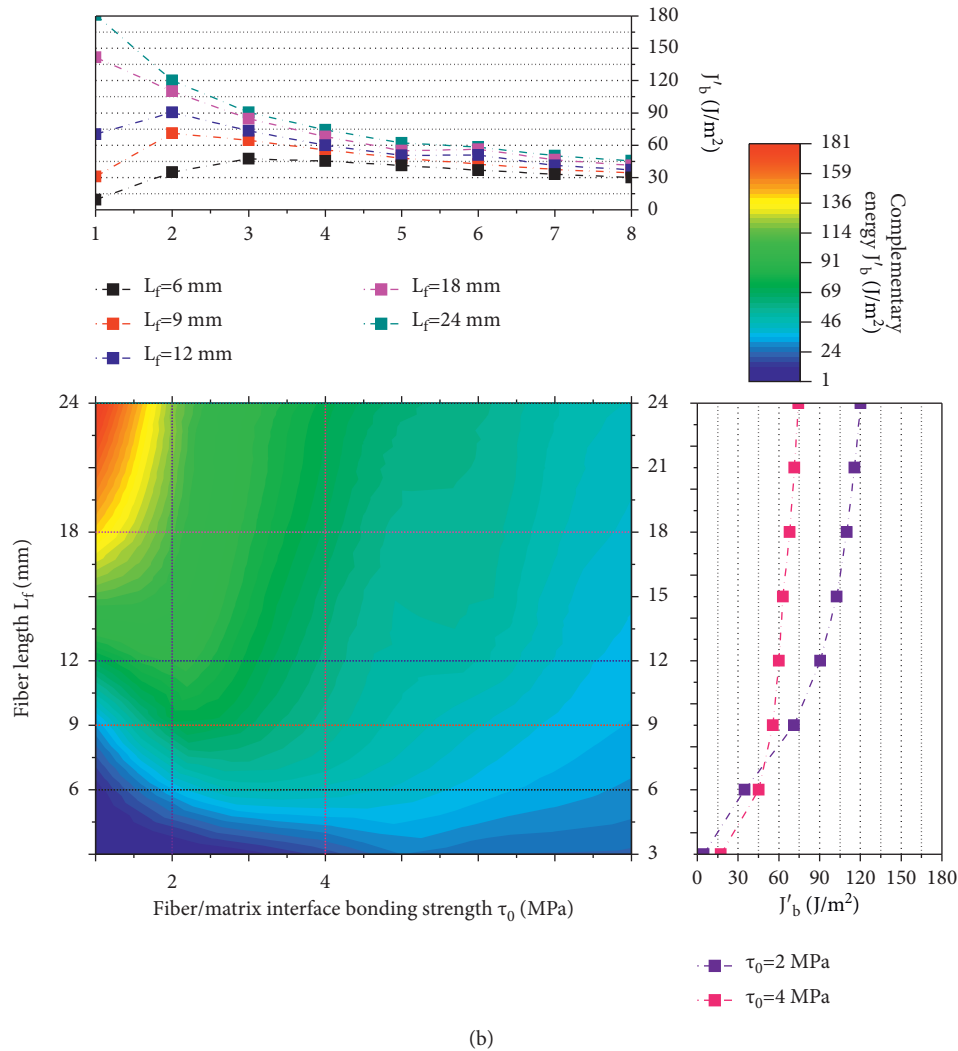 180
150
120
90
60
30
0
J′b (J/m2)
1 2 3 4 5 6 7 8
Lf=6 mm
Lf=9 mm
Lf=12 mm
Lf=18 mm
Lf=24 mm
181
159
136
114
91
69
46
24
1
Complementary
energy J′b (J/m2)
24
18
12
9
6
Fiber length Lf (mm)
2 4
Fiber/matrix interface bonding strength τ0 (MPa)
24
21
18
15
12
9
6
3
0 30 60 90 120 150 180
J′b (J/m2)
τ0=2 MPa
τ0=4 MPa
(b)